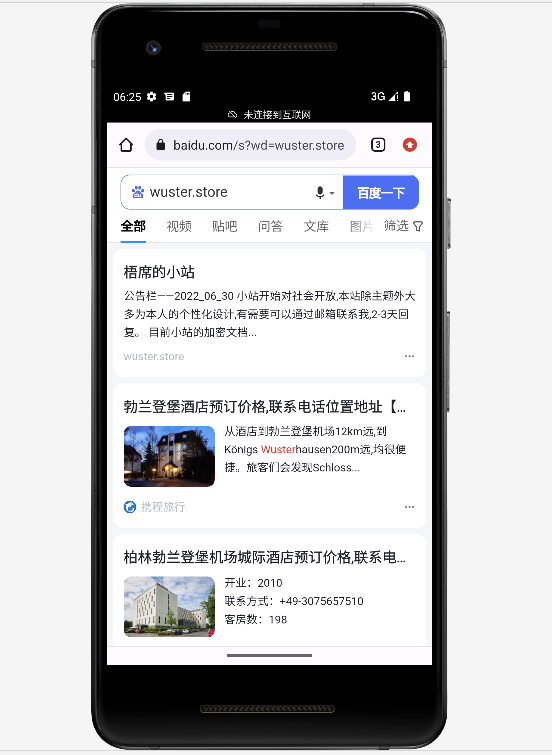 06:25
3G
未连接到互联网
baidu.com/s?wd=wuster.store
3
wuster.store
百度一下
全部 视频 贴吧 问答 文库 图片 筛选
梧席的小站
公告栏——2022_06_30 小站开始对社会开放,本站除主题外大
多为本人的个性化设计,有需要可以通过邮箱联系我,2-3天回
复。 目前小站的加密文档...
wuster.store
勃兰登堡酒店预订价格,联系电话位置地址【...
从酒店到勃兰登堡机场12km远,到
Königs Wusterhausen200m远,均很便
捷。旅客们会发现Schloss...
携程旅行
柏林勃兰登堡机场城际酒店预订价格,联系电...
开业：2010
联系方式：+49-3075657510
客房数：198